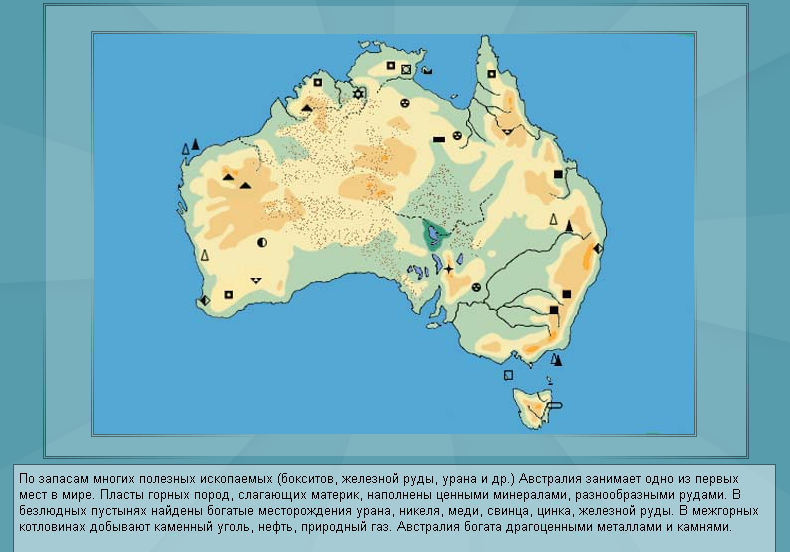 По запасам многих полезных ископаемых (бокситов, железной руды, урана и др.) Австралия занимает одно из первых
мест в мире. Пласты горных пород, слагающих материк, наполнены ценными минералами, разнообразными рудами. В
безлюдных пустынях найдены богатые месторождения урана, никеля, меди, свинца, цинка, железной руды. В межгорных
котловинах добывают каменный уголь, нефть, природный газ. Австралия богата драгоценными металлами и камнями.